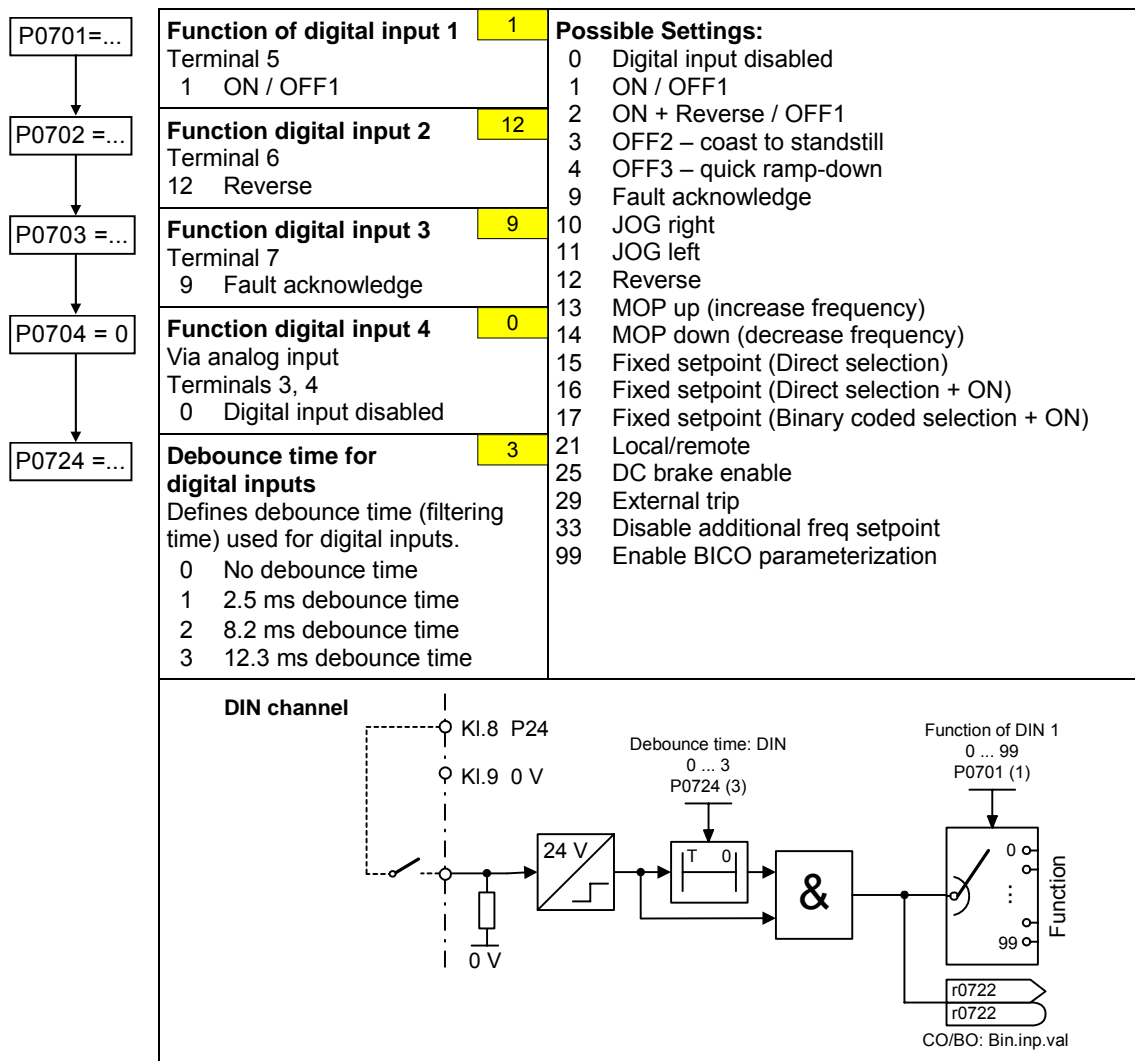 P0701=...
P0702 =...
P0703 =...
P0704 = 0
P0724 =...
Function of digital input 1 1
Terminal 5
1 ON / OFF1
Function digital input 2 12
Terminal 6
12 Reverse
Function digital input 3 9
Terminal 7
9 Fault acknowledge
Function digital input 4 0
Via analog input
Terminals 3, 4
0 Digital input disabled
Debounce time for 3
digital inputs
Defines debounce time (filtering
time) used for digital inputs.
0 No debounce time
1 2.5 ms debounce time
2 8.2 ms debounce time
3 12.3 ms debounce time
Possible Settings:
0 Digital input disabled
1 ON / OFF1
2 ON + Reverse / OFF1
3 OFF2 – coast to standstill
4 OFF3 – quick ramp-down
9 Fault acknowledge
10 JOG right
11 JOG left
12 Reverse
13 MOP up (increase frequency)
14 MOP down (decrease frequency)
15 Fixed setpoint (Direct selection)
16 Fixed setpoint (Direct selection + ON)
17 Fixed setpoint (Binary coded selection + ON)
21 Local/remote
25 DC brake enable
29 External trip
33 Disable additional freq setpoint
99 Enable BICO parameterization
DIN channel
Kl.8 P24
Kl.9 0 V
0 V
24 V
Debounce time: DIN
0 ... 3
P0724 (3)
T 0
&
Function of DIN 1
0 ... 99
P0701 (1)
0
...
99
Function
r0722
r0722
CO/BO: Bin.inp.val